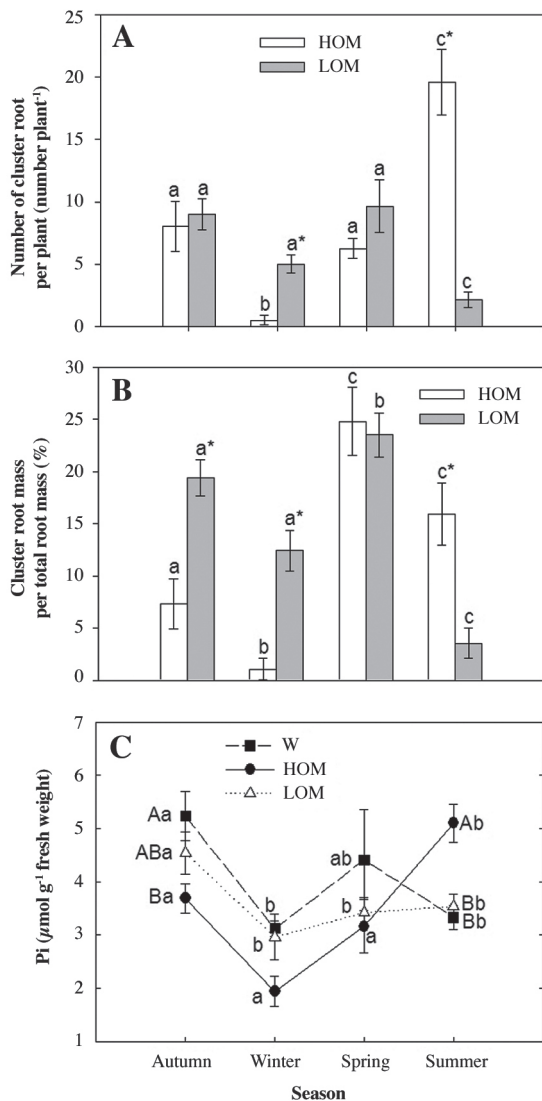 A
HOM
LOM
Number of cluster root
per plant (number plant⁻¹)
25
20
15
10
5
0
a
a
b
a*
a
a
c*
c
B
HOM
LOM
Cluster root mass
per total root mass (%)
30
25
20
15
10
5
0
a
a*
b
a*
c
b
c*
c
C
W
HOM
LOM
Pi (μmol g⁻¹ fresh weight)
7
6
5
4
3
2
1
Aa
ABa
Ba
b
b
a
ab
b
a
Ab
Bb
Bb
Autumn Winter Spring Summer
Season